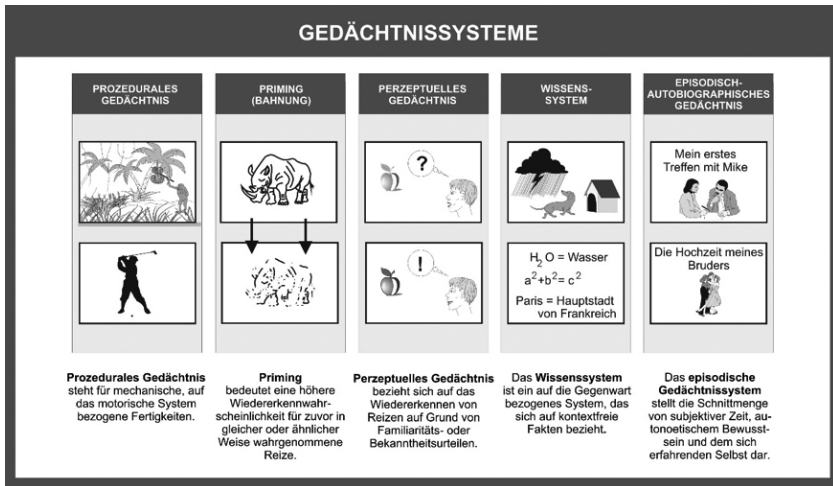 GEDÄCHTNISSYSTEME
PROZEDURALES
GEDÄCHTNIS
PRIMING
(BAHNUNG)
PERZEPTUELLES
GEDÄCHTNIS
WISSENS-
SYSTEM
EPISODISCH-
AUTOBIOGRAPHISCHES
GEDÄCHTNIS
?
!
H₂O = Wasser
a²+b²= c²
Paris = Hauptstadt
von Frankreich
Mein erstes
Treffen mit Mike
Die Hochzeit meines
Bruders
Prozedurales Gedächtnis
steht für mechanische, auf
das motorische System
bezogene Fertigkeiten.
Priming
bedeutet eine höhere
Wiedererkennwahr-
scheinlichkeit für zuvor in
gleicher oder ähnlicher
Weise wahrgenommene
Reize.
Perzeptuelles Gedächtnis
bezieht sich auf das
Wiedererkennen von
Reizen auf Grund von
Familiaritäts- oder
Bekanntheitsurteilen.
Das Wissenssystem
ist ein auf die Gegenwart
bezogenes System, das
sich auf kontextfreie
Fakten bezieht.
Das episodische
Gedächtnissystem
stellt die Schnittmenge
von subjektiver Zeit, au-
tonoetischem Bewusst-
sein und dem sich
erfahrenden Selbst dar.